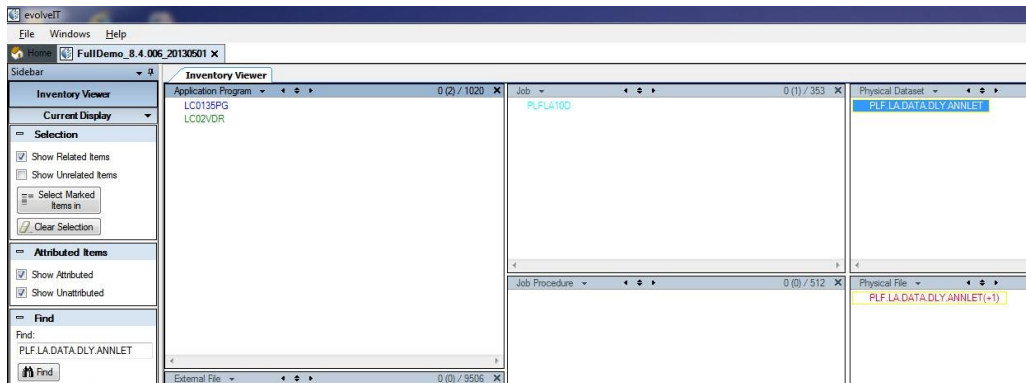 evolveIT
File Windows Help
Home FullDemo_8.4.006_20130501 x
Sidebar
Inventory Viewer
Current Display
Selection
Show Related Items
Show Unrelated Items
Select Marked
Items in
Clear Selection
Attributed Items
Show Attributed
Show Unattributed
Find
Find:
PLF.LA.DATA.DLY.ANNLET
Find
Inventory Viewer
Application Program 0 (2) / 1020 X
LC0135PG
LC02VDR
External File 0 (0) / 9506 X
Job 0 (1) / 353 X
PLFLA10D
Job Procedure 0 (0) / 512 X
Physical Dataset
PLF.LA.DATA.DLY.ANNLET
Physical File
PLF.LA.DATA.DLY.ANNLET(+1)